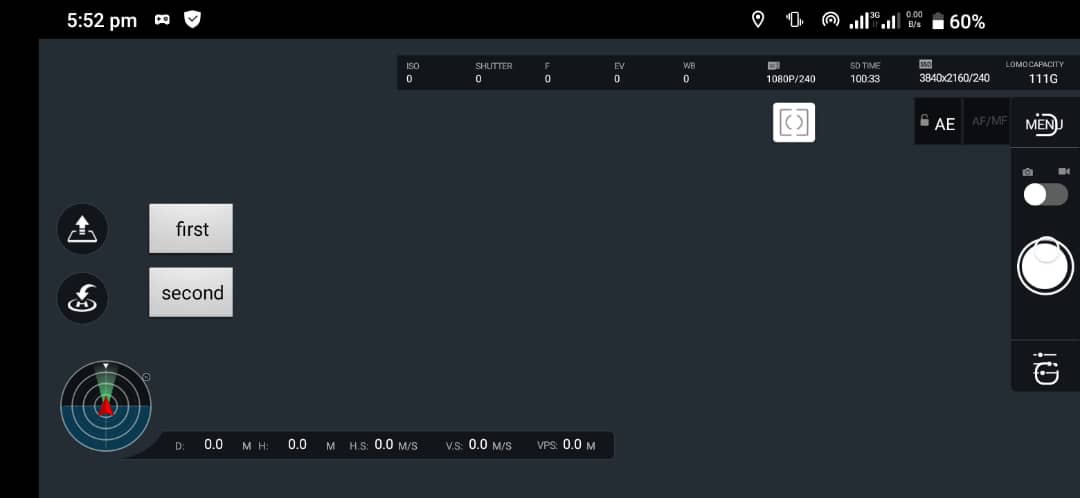 5:52 pm 3G 0.00 B/s 60%
ISO SHUTTER F EV WB SD TIME LOMOCAPACITY
0 0 0 0 0 1080P/240 100:33 3840x2160/240 111G
AE AF/MF MENU
first
second
D: 0.0 M H: 0.0 M H.S: 0.0 M/S V.S: 0.0 M/S VPS: 0.0 M